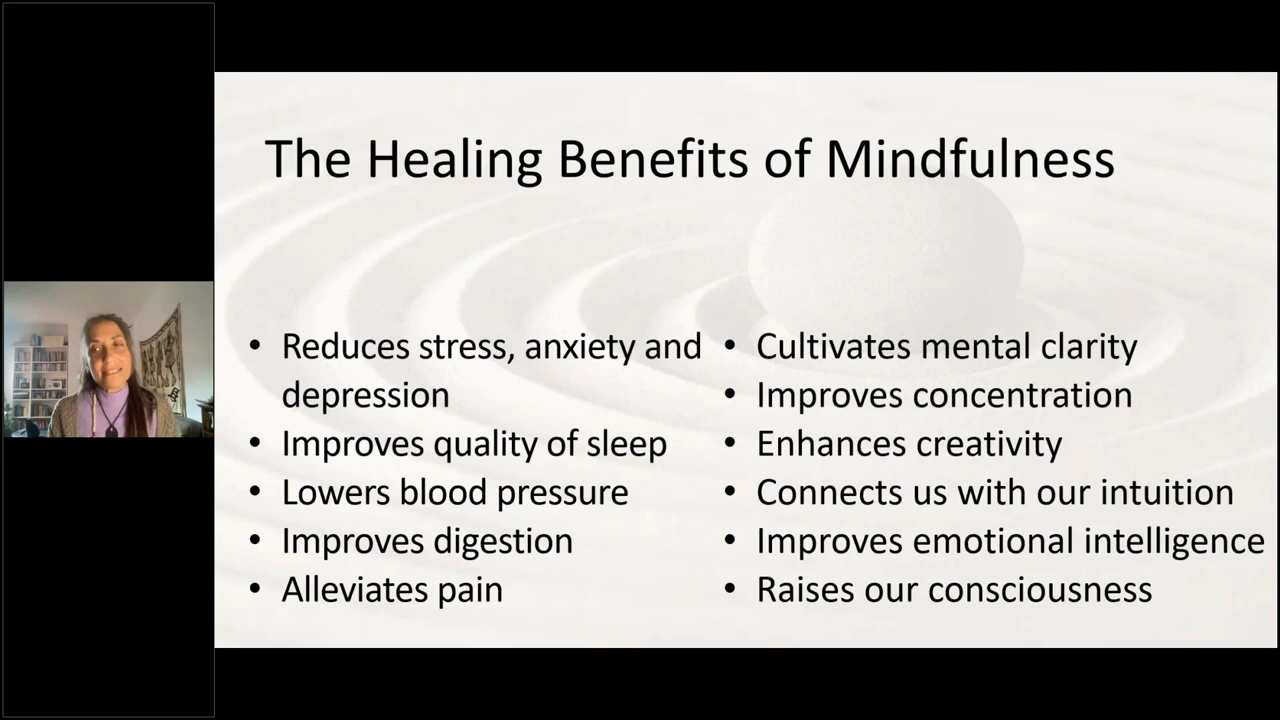 The Healing Benefits of Mindfulness
• Reduces stress, anxiety and
depression
• Improves quality of sleep
• Lowers blood pressure
• Improves digestion
• Alleviates pain
• Cultivates mental clarity
• Improves concentration
• Enhances creativity
• Connects us with our intuition
• Improves emotional intelligence
• Raises our consciousness